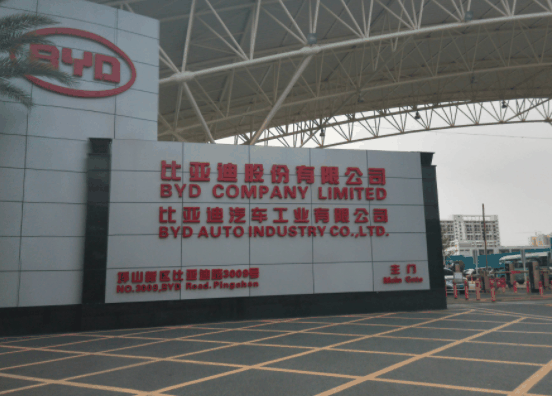 BYD
比亚迪股份有限公司
BYD COMPANY LIMITED
比亚迪汽车工业有限公司
BYD AUTO INDUSTRY CO.,LTD.
坪山新区比亚迪路3009号
NO.3009,BYD Road.Pingshan
主门
Main Gate